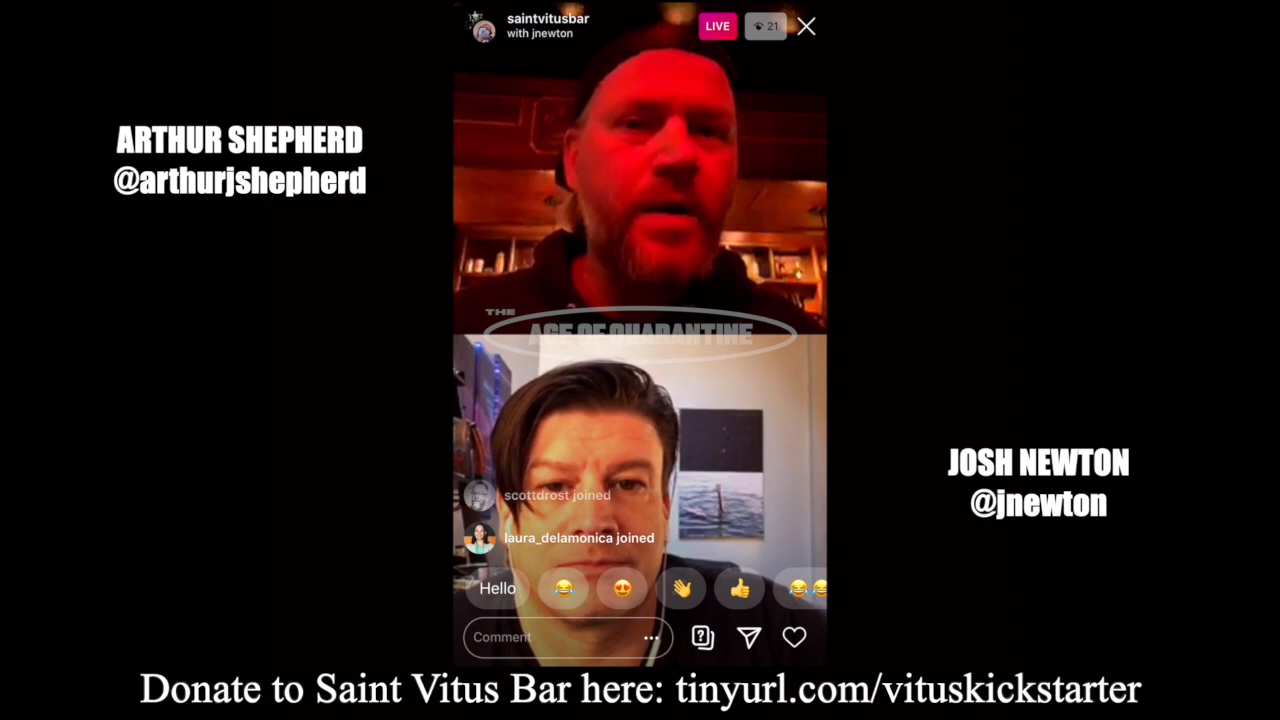 saintvitusbar
with jnewton
LIVE
21
ARTHUR SHEPHERD
@arthurjshepherd
THE
AGE OF QUARANTINE
JOSH NEWTON
@jnewton
scottdrost joined
laura_delamonica joined
Hello
Comment
Donate to Saint Vitus Bar here: tinyurl.com/vituskickstarter